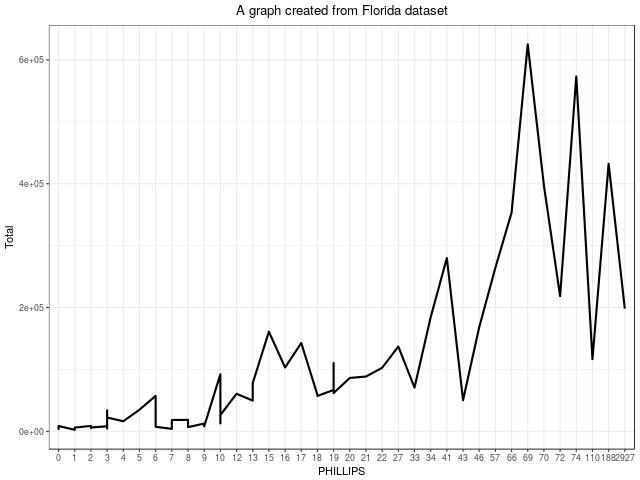 A graph created from Florida dataset
6e+05
4e+05
2e+05
0e+00
Total
0 1 2 3 4 5 6 7 8 9 10 12 13 15 16 17 18 19 20 21 22 27 33 34 41 43 46 57 66 69 70 72 74 110 188 2927
PHILLIPS